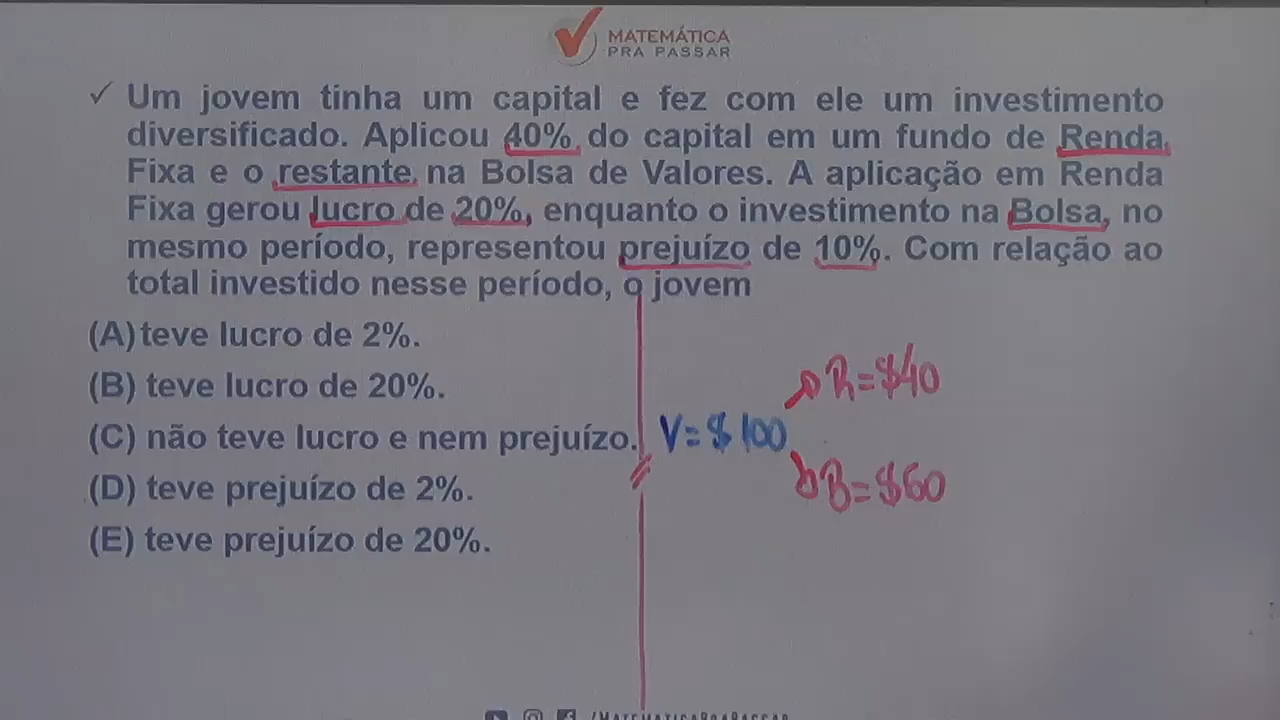 MATEMÁTICA
PRA PASSAR
✓ Um jovem tinha um capital e fez com ele um investimento
diversificado. Aplicou 40% do capital em um fundo de Renda
Fixa e o restante na Bolsa de Valores. A aplicação em Renda
Fixa gerou lucro de 20%, enquanto o investimento na Bolsa, no
mesmo período, representou prejuízo de 10%. Com relação ao
total investido nesse período, o jovem
(A) teve lucro de 2%.
(B) teve lucro de 20%.
(C) não teve lucro e nem prejuízo.
(D) teve prejuízo de 2%.
(E) teve prejuízo de 20%.
R=$40
V=$100
B=$60
/MATEMATICAPRAPASSAR